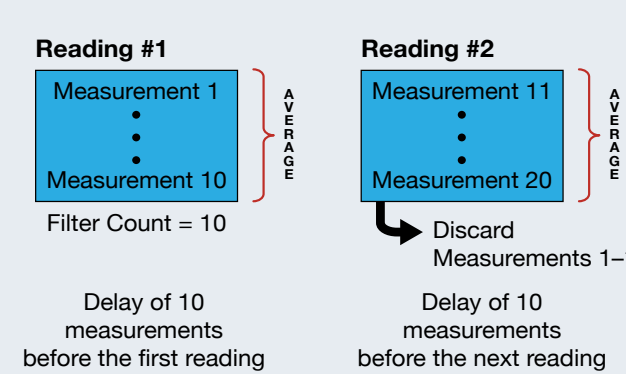 Reading #1
Measurement 1
Measurement 10
AVERAGE
Filter Count = 10
Delay of 10
measurements
before the first reading
Reading #2
Measurement 11
Measurement 20
AVERAGE
Discard
Measurements 1–
Delay of 10
measurements
before the next reading